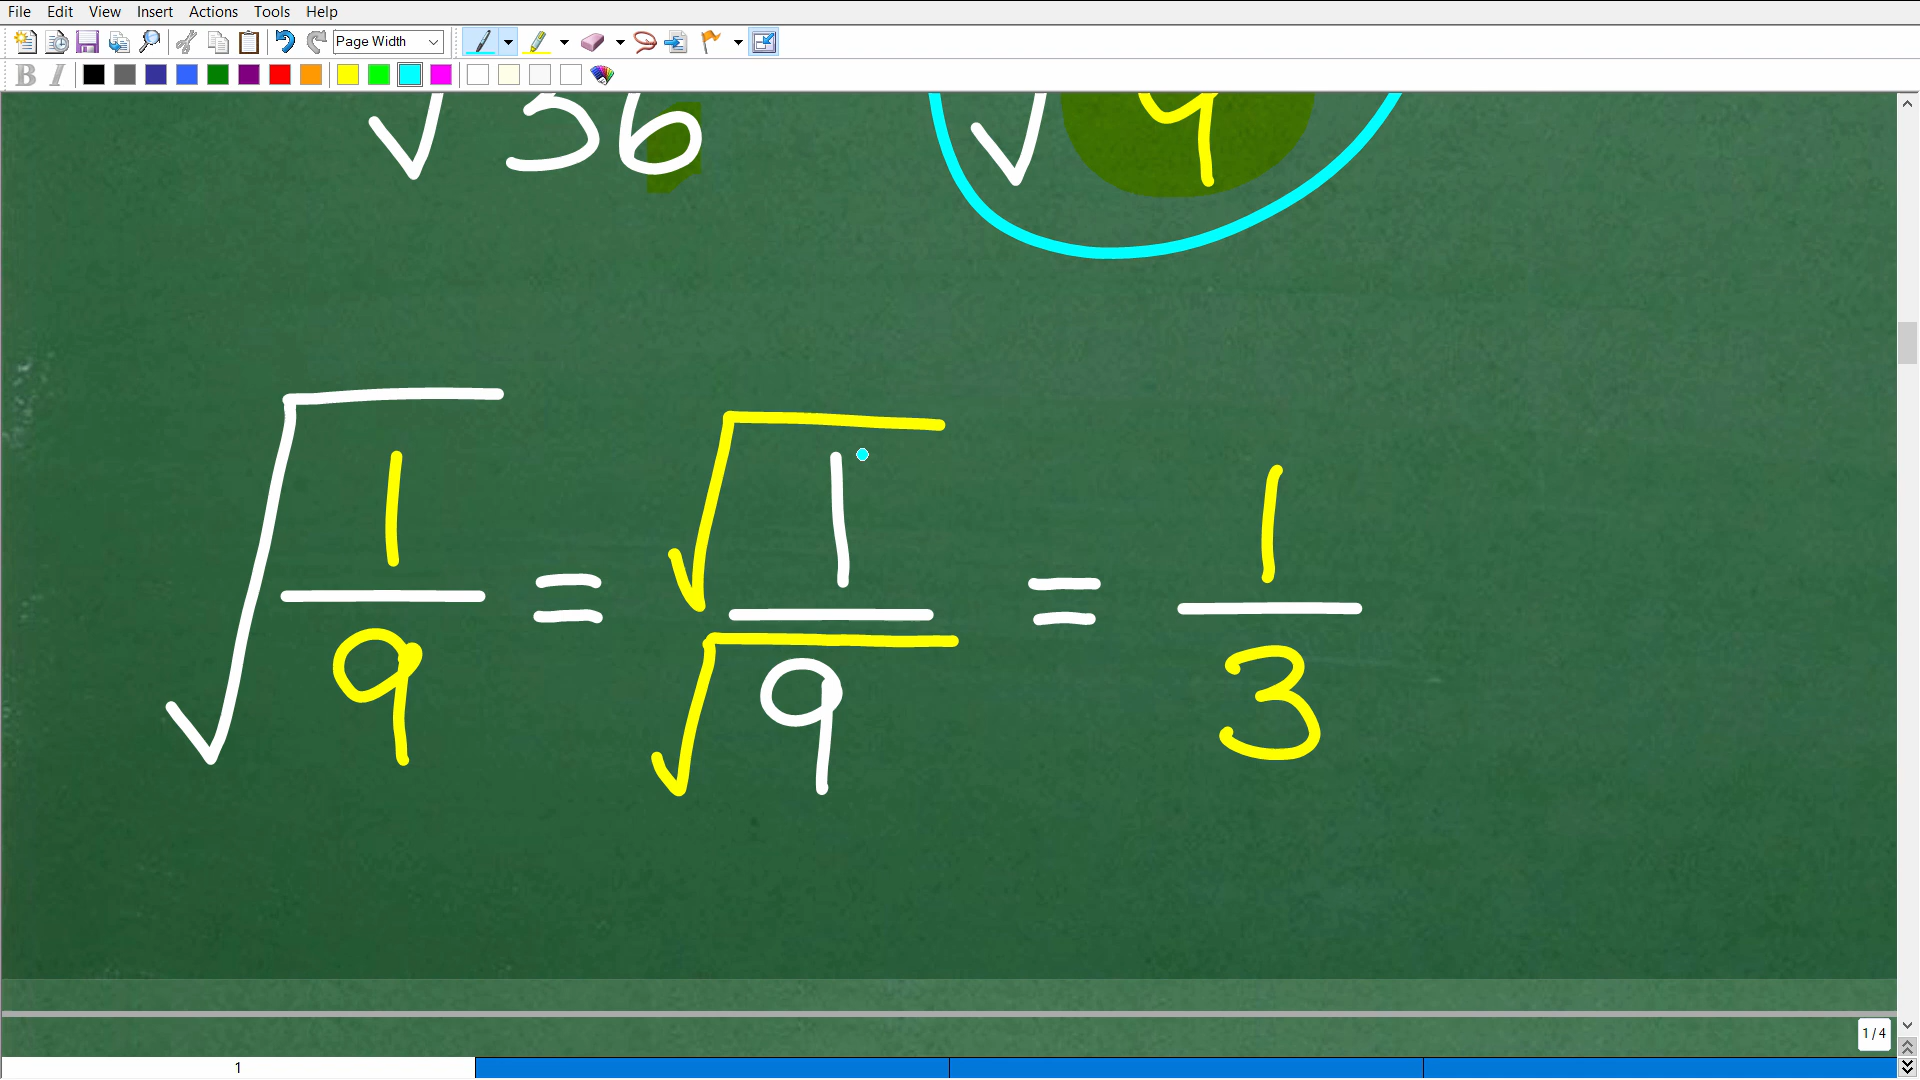 File Edit View Insert Actions Tools Help
Page Width
B I
√36 √9
√(1/9) = √1/√9 = 1/3
1/4
1